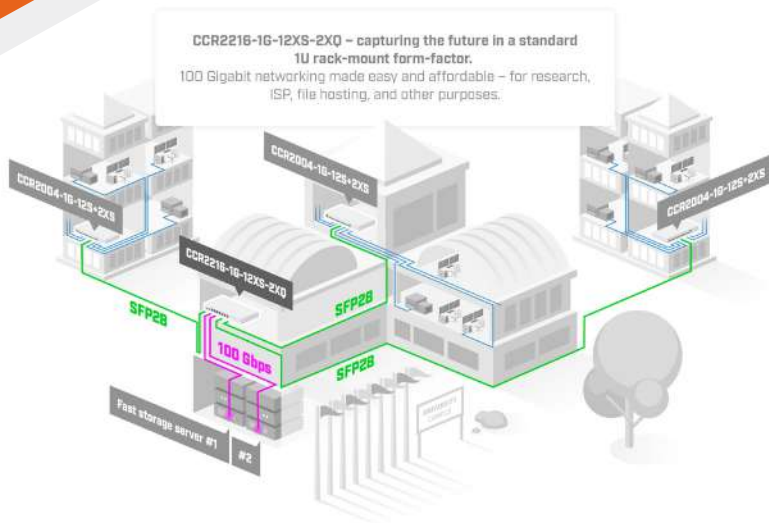 CCR2216-1G-12XS-2XQ – capturing the future in a standard
1U rack-mount form-factor.
100 Gigabit networking made easy and affordable – for research,
ISP, file hosting, and other purposes.
CCR2004-1G-12S+2XS
CCR2004-1G-12S+2XS
CCR2004-1G-12S+2XS
CCR2216-1G-12XS-2XQ
SFP28
SFP28
100 Gbps
SFP28
Fast storage server #1
#2
UNIVERSITY
CAMPUS